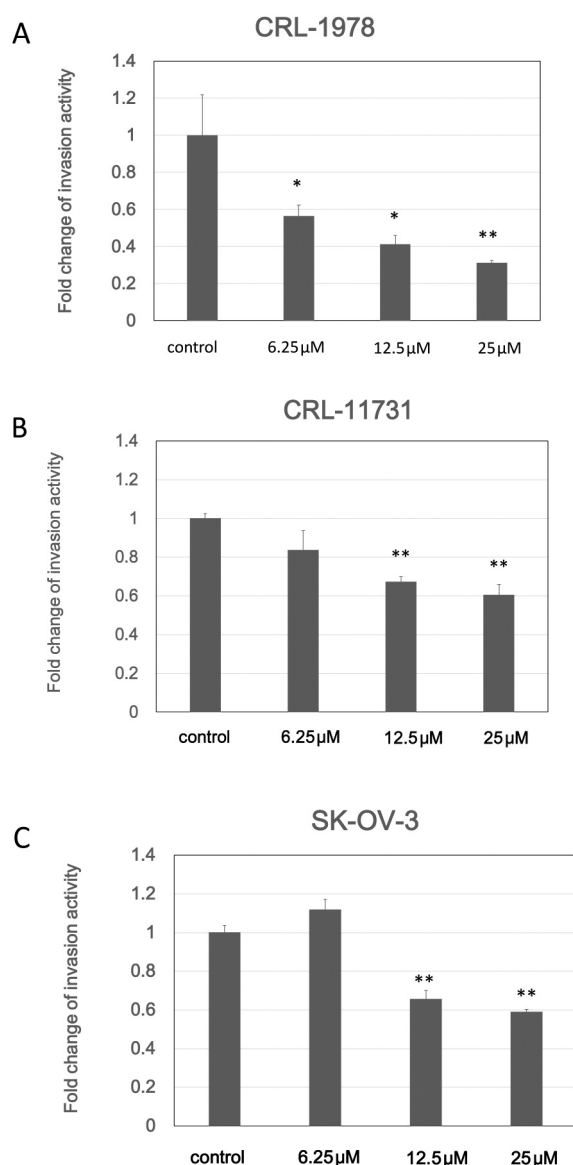 A
CRL-1978
Fold change of invasion activity
1.4
1.2
1
0.8
0.6
0.4
0.2
0
*
*
**
control 6.25μM 12.5μM 25μM
B
CRL-11731
Fold change of invasion activity
1.4
1.2
1
0.8
0.6
0.4
0.2
0
**
**
control 6.25μM 12.5μM 25μM
C
SK-OV-3
Fold change of invasion activity
1.4
1.2
1
0.8
0.6
0.4
0.2
0
**
**
control 6.25μM 12.5μM 25μM